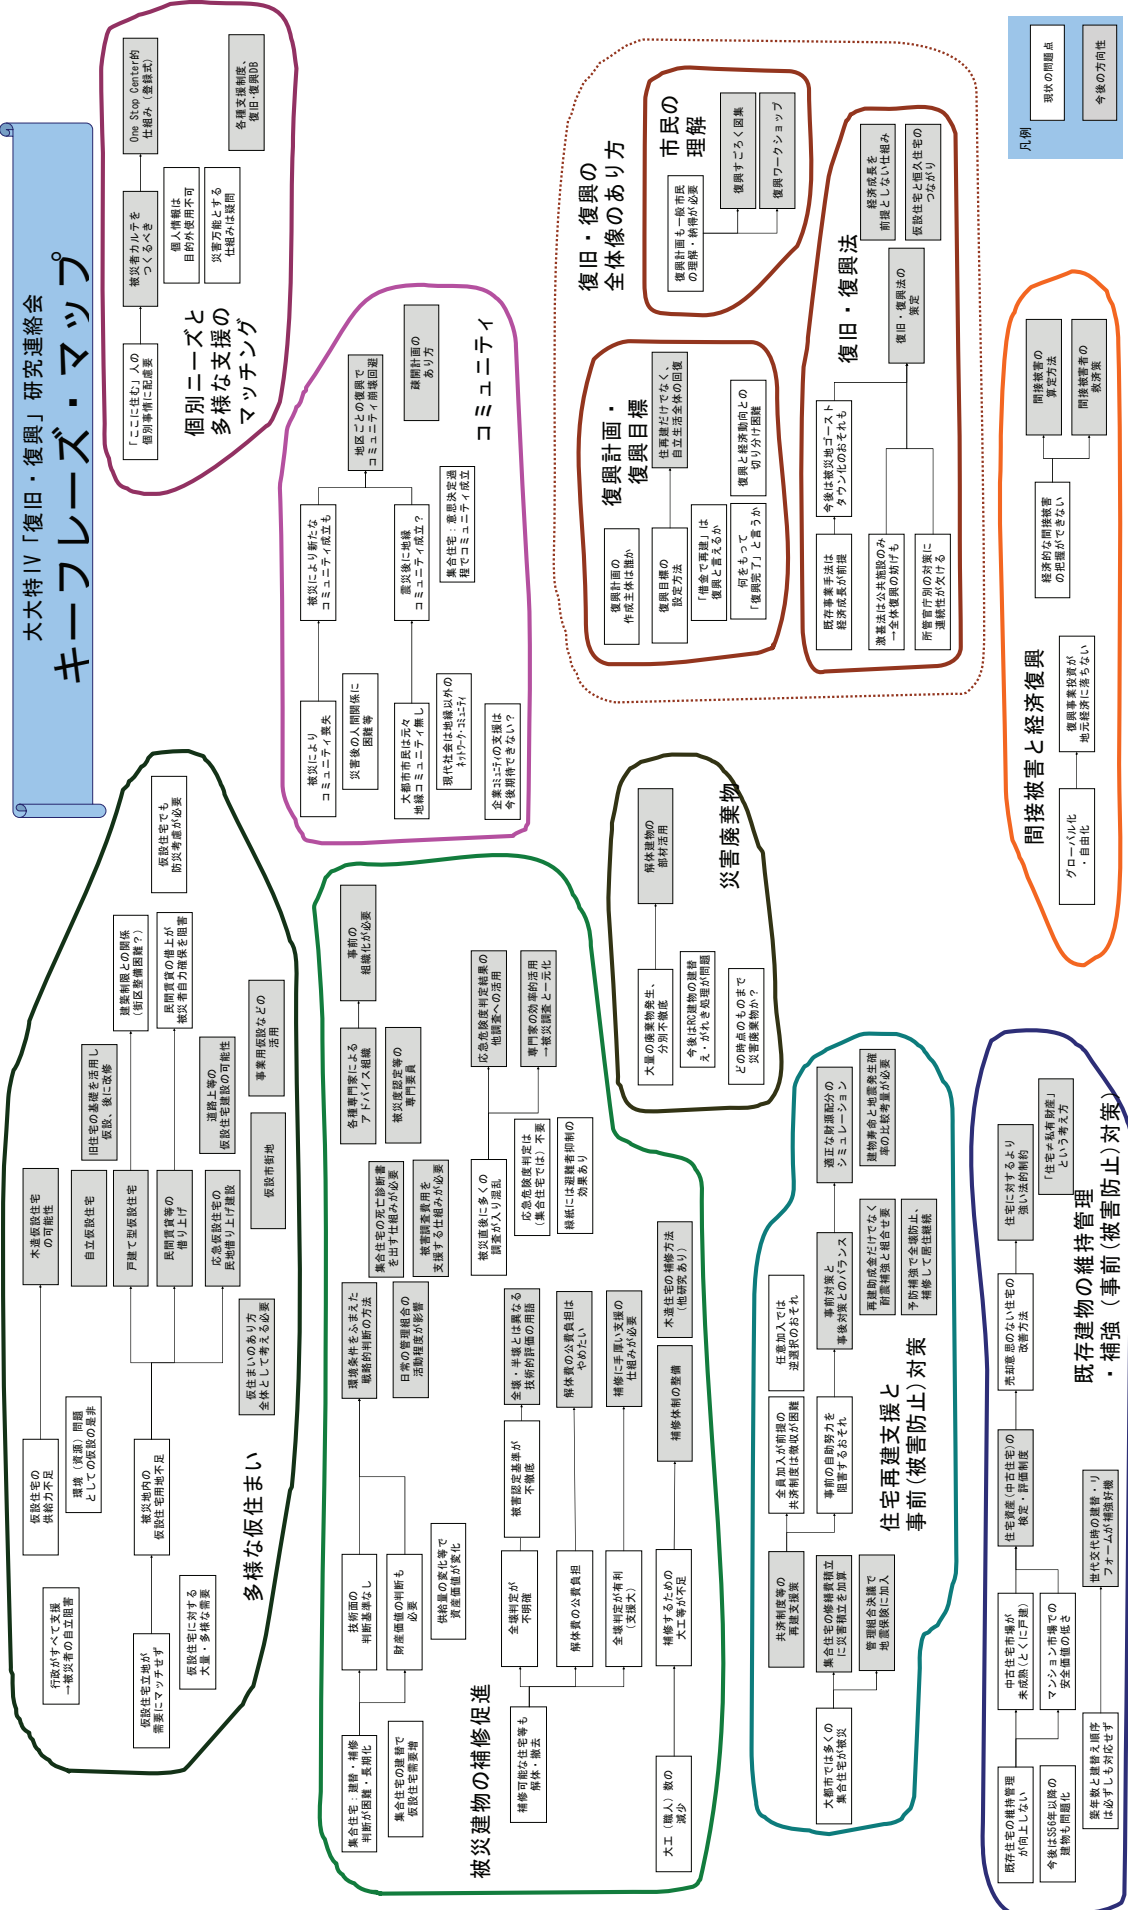 大大特Ⅳ「復旧・復興」研究連絡会
キーフレーズ・マップ
行政がすべて支援
→被災者の自立阻害
仮設住宅の
供給力不足
木造仮設住宅
の可能性
環境（資源）問題
としての仮設の是非
自立仮設住宅
旧住宅の基礎を活用し
仮設、後に改修
仮設住宅立地が
需要にマッチせず
被災地内の
仮設住宅用地不足
戸建て型仮設住宅
建築制限との関係
（街区整備困難？）
仮設住宅でも
防災考慮が必要
民間賃貸等の
借り上げ
民間賃貸の借上が
被災者自力確保を阻害
仮設住宅に対する
大量・多様な需要
応急仮設住宅の
民地借り上げ建設
道路上等の
仮設住宅建設の可能性
仮住まいのあり方
全体として考える必要
仮設市街地
事業用仮設などの
活用
多様な仮住まい
「ここに住む」人の
個別事情に配慮要
被災者カルテを
つくるべき
One Stop Center的
仕組み（登録式）
個人情報は
目的外使用不可
災害万能とする
仕組みは疑問
各種支援制度、
復旧・復興DB
個別ニーズと
多様な支援の
マッチング
集合住宅：建替・補修
判断が困難・長期化
技術面の
判断基準なし
環境条件をふまえた
戦略的判断の方法
集合住宅の死亡診断書
を出す仕組みが必要
各種専門家による
アドバイス組織
事前の
組織化が必要
集合住宅の建替で
仮設住宅需要増
財産価値の判断も
必要
日常の管理組合の
活動程度が影響
被害調査費用を
支援する仕組みが必要
被災度認定等の
専門要員
供給量の変化等で
資産価値が変化
被災直後に多くの
調査が入り混乱
応急危険度判定結果の
他調査への活用
応急危険度判定は
（集合住宅では）不要
専門家の効率的活用
→被災調査と一元化
緑紙には避難者抑制の
効果あり
補修可能な住宅等も
解体・撤去
全壊判定が
不明確
被害認定基準が
不徹底
全壊・半壊とは異なる
技術的評価の用語
解体費の公費負担
解体費の公費負担は
やめたい
全壊判定が有利
（支援大）
補修に手厚い支援の
仕組みが必要
大工（職人）数の
減少
補修するための
大工等が不足
補修体制の整備
木造住宅の補修方法
（他研究あり）
被災建物の補修促進
被災により
コミュニティ喪失
被災により新たな
コミュニティ成立も
地区ごとの復興で
コミュニティ崩壊回避
災害後の人間関係に
困難等
大都市市民は元々
地縁コミュニティ無し
震災後に地縁
コミュニティ成立？
疎開計画の
あり方
現代社会は地縁以外の
ネットワーク・コミュニティ
集合住宅：意思決定過
程でコミュニティ成立
企業コミュニティの支援は
今後期待できない？
コミュニティ
大量の廃棄物発生、
分別不徹底
解体建物の
部材活用
今後はRC建物の建替
え・がれき処理が問題
どの時点のものまで
災害廃棄物か？
災害廃棄物
復旧・復興の
全体像のあり方
復興計画・
復興目標
復興計画の
作成主体は誰か
復興目標の
設定方法
住再建だけでなく、
自立生活全体の回復
「借金で再建」は
復興と言えるか
何をもって
「復興完了」と言うか
復興と経済動向との
切り分け困難
市民の
理解
復興計画も一般市民
の理解・納得が必要
復興すごろく図集
復興ワークショップ
復旧・復興法
既存事業手法は
経済成長が前提
今後は被災地ゴースト
タウン化のおそれも
激甚法は公共施設のみ
→全体復興の妨げも
所管官庁別の対策に
連続性が欠ける
復旧・復興法の
策定
経済成長を
前提としない仕組み
仮設住宅と恒久住宅の
つながり
大都市では多くの
集合住宅が被災
共済制度等の
再建支援策
全員加入が前提の
共済制度は徴収が困難
任意加入では
逆選択のおそれ
集合住宅の修繕費積立
に災害積立を加算
事前の自助努力を
阻害するおそれ
事前対策と
事後対策とのバランス
適正な財源配分の
シミュレーション
管理組合決議で
地震保険に加入
再建助成金だけでなく
耐震補強と組合せ要
建物寿命と地震発生確
率の比較考量が必要
予防補強で全壊防止、
補修して居住継続
住宅再建支援と
事前(被害防止)対策
既存住宅の維持管理
が向上しない
中古住宅市場が
未成熟（とくに戸建）
住宅資産（中古住宅）の
検定・評価制度
売却意思のない住宅の
改善方法
住宅に対するより
強い法的制約
今後はS56年以降の
建物も問題化
マンション市場での
安全価値の低さ
「住宅≠私有財産」
という考え方
築年数と建替え順序
は必ずしも対応せず
世代交代時の建替・リ
フォームが補強好機
既存建物の維持管理
・補強（事前(被害防止)対策）
グローバル化
・自由化
復興事業投資が
地元経済に落ちない
経済的な間接被害
の把握ができない
間接被害の
算定方法
間接被害者の
救済策
間接被害と経済復興
凡例
現状の問題点
今後の方向性